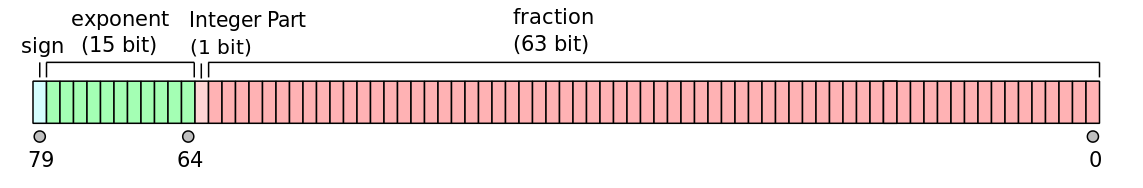 sign
exponent
(15 bit)
Integer Part
(1 bit)
fraction
(63 bit)
79
64
0